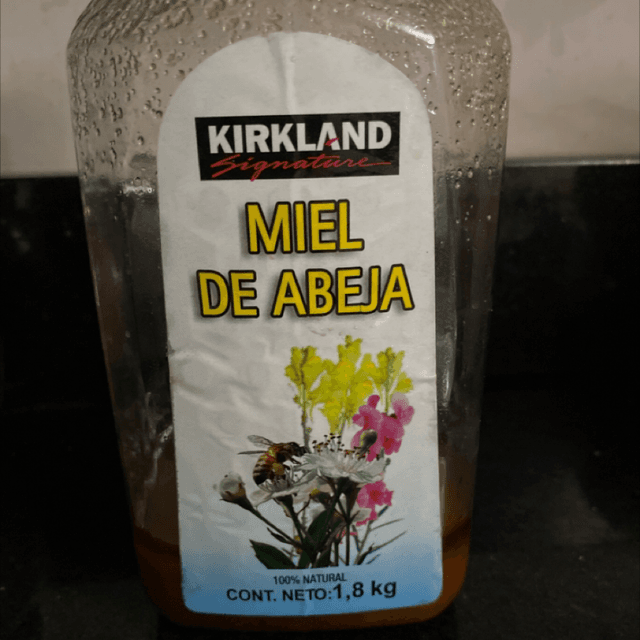 KIRKLAND
Signature
MIEL
DE ABEJA
100% NATURAL
CONT. NETO:1,8 kg